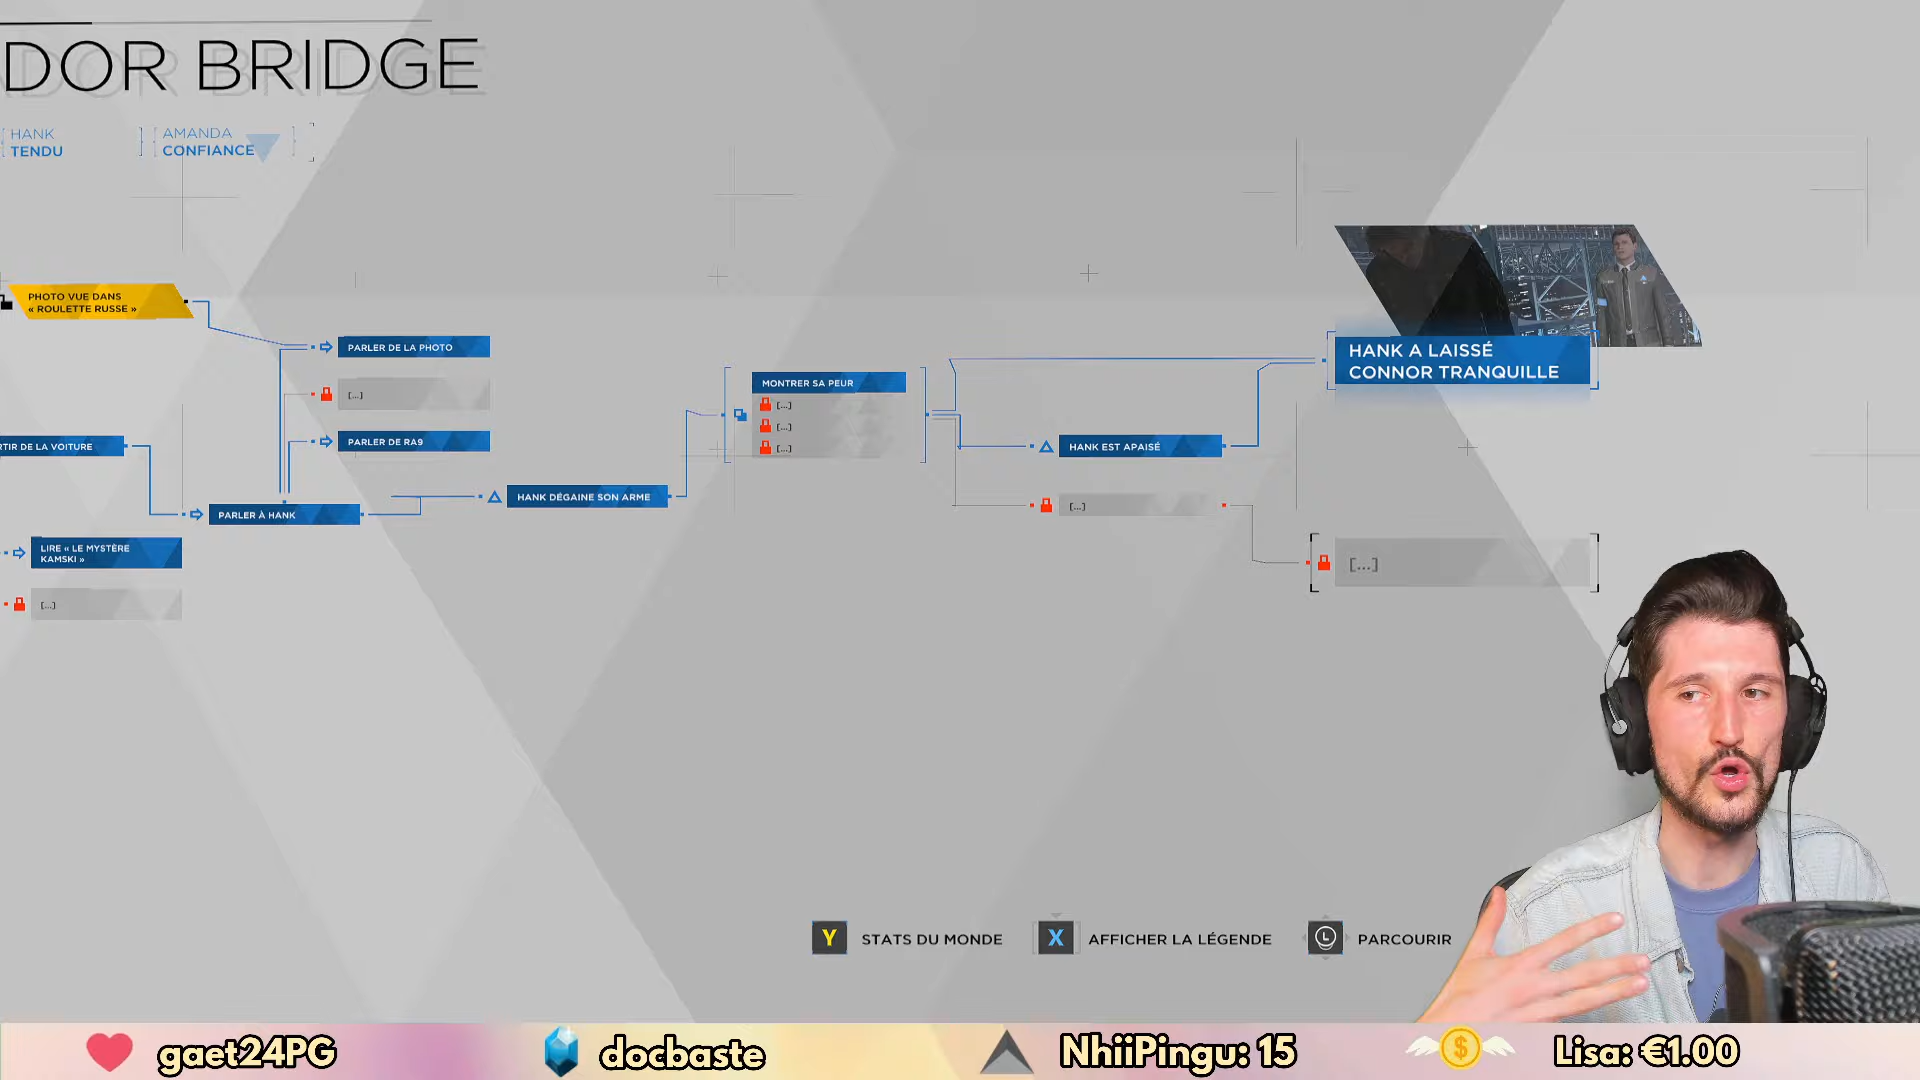 DOR BRIDGE
HANK
TENDU
AMANDA
CONFIANCE
PHOTO VUE DANS
« ROULETTE RUSSE »
PARLER DE LA PHOTO
[...]
PARLER DE RA9
RTIR DE LA VOITURE
PARLER À HANK
LIRE « LE MYSTÈRE
KAMSKI »
[...]
HANK DÉGAINE SON ARME
MONTRER SA PEUR
[...]
[...]
[...]
HANK EST APAISÉ
[...]
HANK A LAISSÉ
CONNOR TRANQUILLE
[...]
Y STATS DU MONDE
X AFFICHER LA LÉGENDE
L PARCOURIR
gaet24PG
docbaste
NhiiPingu: 15
$
Lisa: €1.00